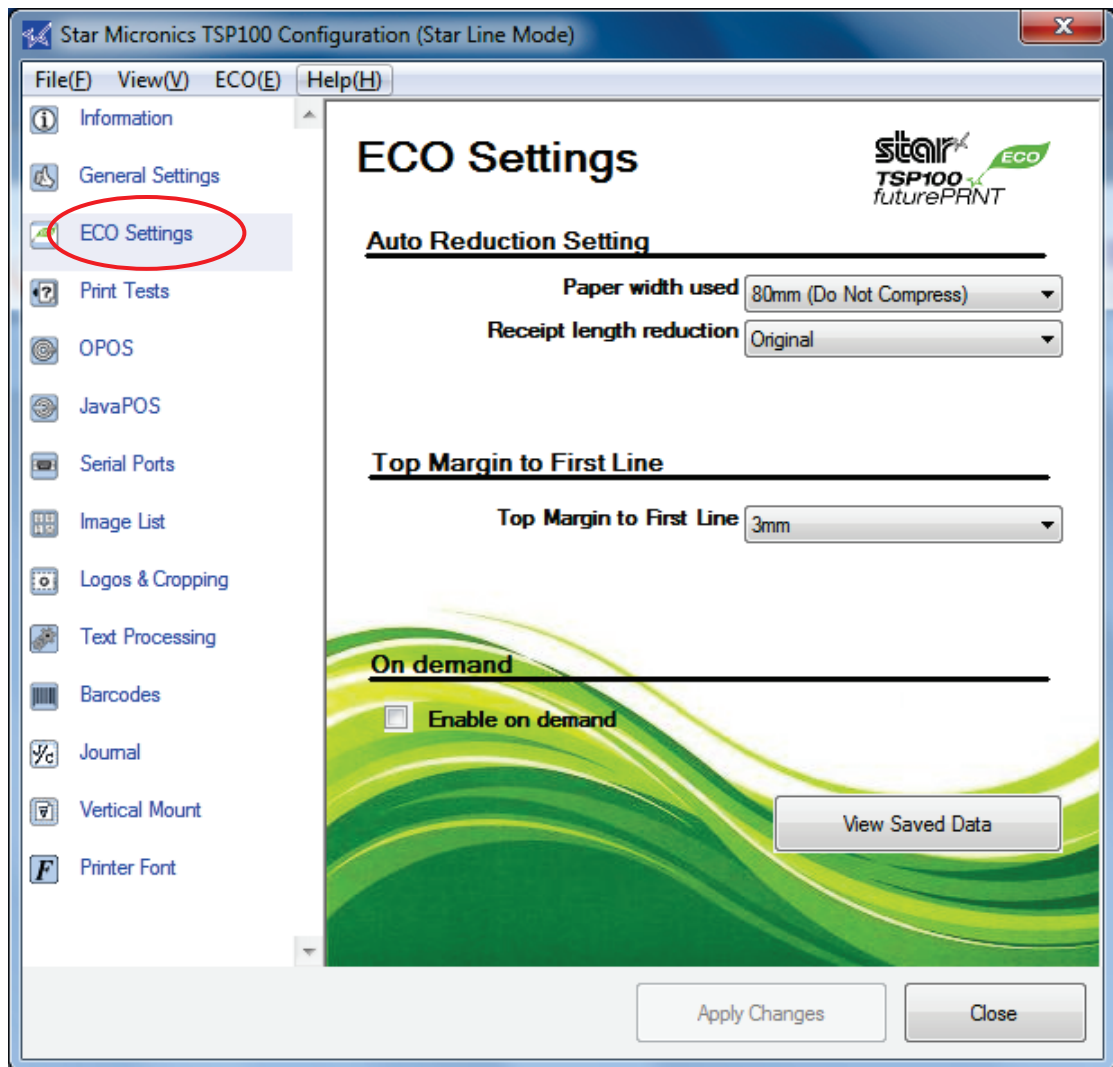 Star Micronics TSP100 Configuration (Star Line Mode)
x
File(F) View(V) ECO(E) Help(H)
Information
General Settings
ECO Settings
Print Tests
OPOS
JavaPOS
Serial Ports
Image List
Logos & Cropping
Text Processing
Barcodes
Journal
Vertical Mount
F Printer Font
ECO Settings
star ECO
TSP100
futurePRNT
Auto Reduction Setting
Paper width used 80mm (Do Not Compress)
Receipt length reduction Original
Top Margin to First Line
Top Margin to First Line 3mm
On demand
Enable on demand
View Saved Data
Apply Changes Close